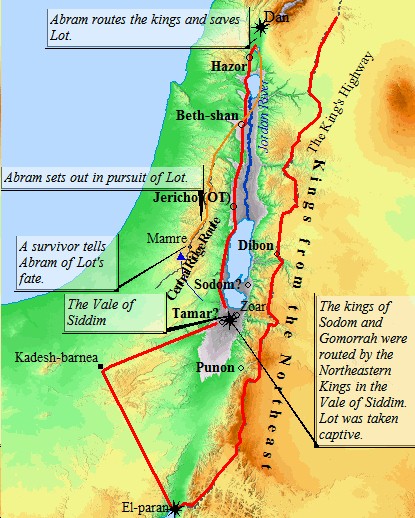 Abram routes the kings and saves
Lot.
Dan
Hazor
Jordan River
The King's Highway
Beth-shan
Abram sets out in pursuit of Lot.
Jericho (OT)
Kings from the Northeast
Mamre
A survivor tells
Abram of Lot's
fate.
Central Ridge Route
Dibon
Sodom?
The Vale of
Siddim
Tamar?
Zoar
The kings of
Sodom and
Gomorrah were
routed by the
Northeastern
Kings in the
Vale of Siddim.
Lot was taken
captive.
Kadesh-barnea
Punon
El-paran